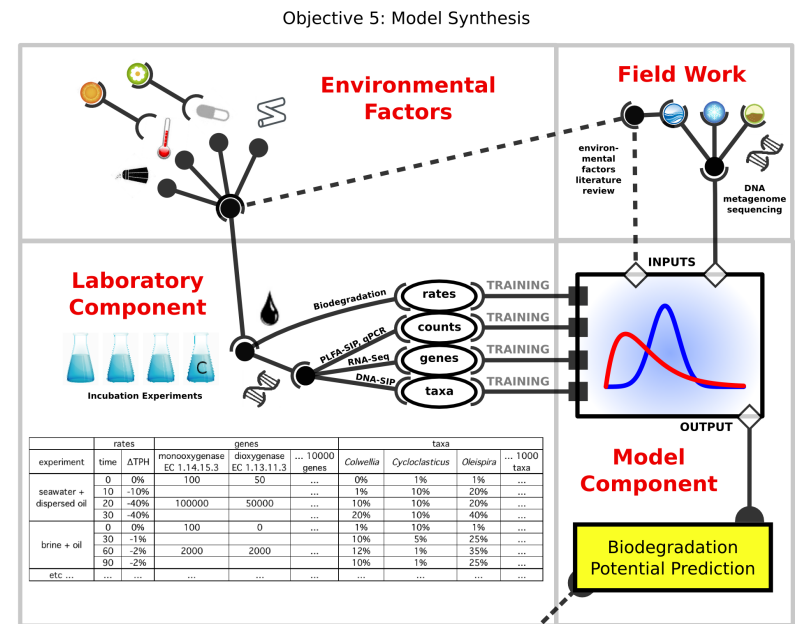 Objective 5: Model Synthesis
Environmental
Factors
Field Work
environ-
mental
factors
literature
review
DNA
metagenome
sequencing
Laboratory
Component
C
Incubation Experiments
Biodegradation
PLFA-SIP, qPCR
RNA-Seq
DNA-SIP
rates
counts
genes
taxa
TRAINING
TRAINING
TRAINING
TRAINING
INPUTS
OUTPUT
Model
Component
Biodegradation
Potential Prediction
rates genes taxa
experiment time ΔTPH monooxygenase EC 1.14.15.3 dioxygenase EC 1.13.11.3 ... 10000 genes Colwellia Cycloclasticus Oleispira ... 1000 taxa
seawater + dispersed oil 0 0% 100 50 ... 0% 1% 1% ...
10 -10% ... 1% 10% 20% ...
20 -40% 100000 50000 ... 10% 10% 20% ...
30 -40% 20% 10% 40% ...
brine + oil 0 0% 100 0 ... 1% 10% 1% ...
30 -1% 10% 5% 25% ...
60 -2% 2000 2000 ... 12% 1% 35% ...
90 -2% 10% 1% 25% ...
etc ... ... ... ... ... ... ... ... ... ...